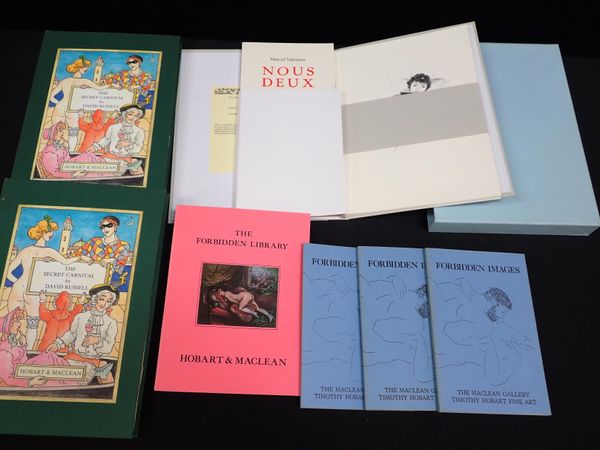 THE
SECRET CARNIVAL
by
DAVID RUSSELL
HOBART & MACLEAN
Marcel Vaknaire
NOUS
DEUX
THE
SECRET CARNIVAL
by
DAVID RUSSELL
HOBART & MACLEAN
THE
FORBIDDEN LIBRARY
HOBART & MACLEAN
FORBIDDEN
THE MACLEAN
TIMOTHY HOBART
FORBIDDEN I
THE MACLEAN G
TIMOTHY HOBART
FORBIDDEN IMAGES
THE MACLEAN GALLERY
TIMOTHY HOBART FINE ART